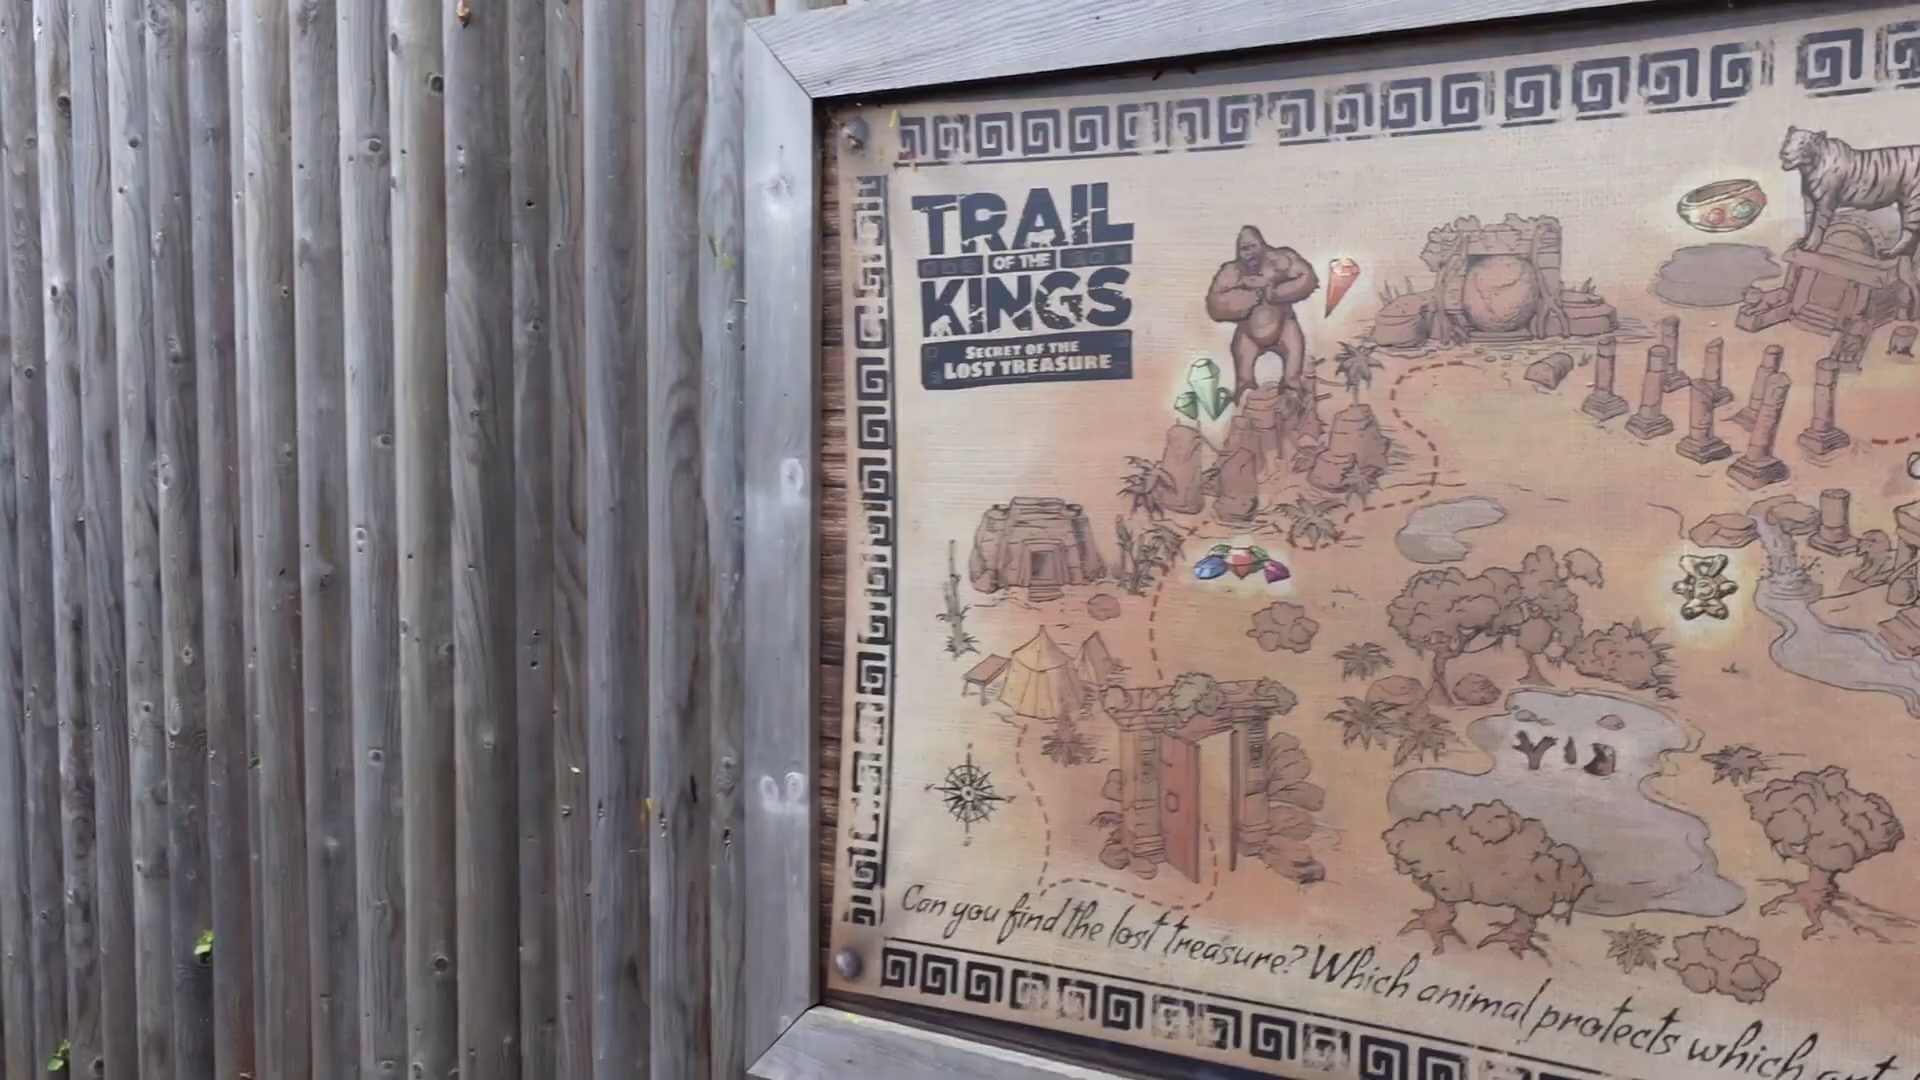 TRAIL
OF THE
KINGS
SECRET OF THE
LOST TREASURE
Can you find the lost treasure? Which animal protects which